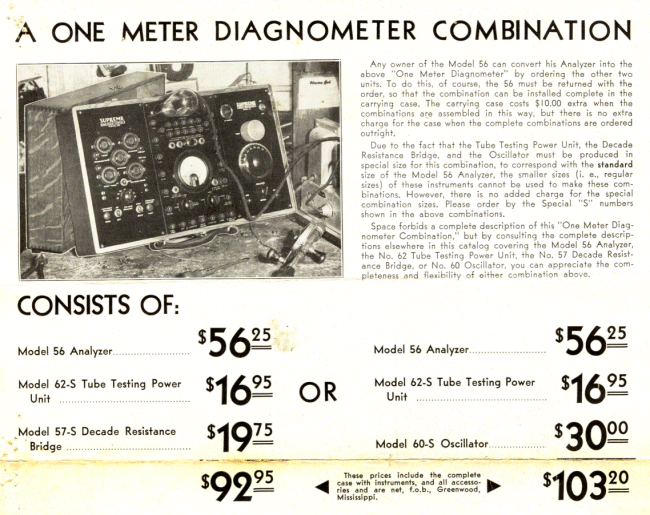 A ONE METER DIAGNOMETER COMBINATION
SUPREME
Any owner of the Model 56 can convert his Analyzer into the
above "One Meter Diagnometer" by ordering the other two
units. To do this, of course, the 56 must be returned with the
order, so that the combination can be installed complete in the
carrying case. The carrying case costs $10.00 extra when the
combinations are assembled in this way, but there is no extra
charge for the case when the complete combinations are ordered
outright.
Due to the fact that the Tube Testing Power Unit, the Decade
Resistance Bridge, and the Oscillator must be produced in
special size for this combination, to correspond with the standard
size of the Model 56 Analyzer, the smaller sizes (i. e., regular
sizes) of these instruments cannot be used to make these com-
binations. However, there is no added charge for the special
combination sizes. Please order by the Special "S" numbers
shown in the above combinations.
Space forbids a complete description of this "One Meter Diag-
nometer Combination," but by consulting the complete descrip-
tions elsewhere in this catalog covering the Model 56 Analyzer,
the No. 62 Tube Testing Power Unit, the No. 57 Decade Resist-
ance Bridge, or No. 60 Oscillator, you can appreciate the com-
pleteness and flexibility of either combination above.
CONSISTS OF:
Model 56 Analyzer.................... $56 25
Model 62-S Tube Testing Power
Unit ................................ $16 95
Model 57-S Decade Resistance
Bridge .............................. $19 75
$92 95
OR
Model 56 Analyzer.................... $56 25
Model 62-S Tube Testing Power
Unit ................................ $16 95
Model 60-S Oscillator................ $30 00
$103 20
These prices include the complete
case with instruments, and all accesso-
ries and are net, f.o.b., Greenwood,
Mississippi.